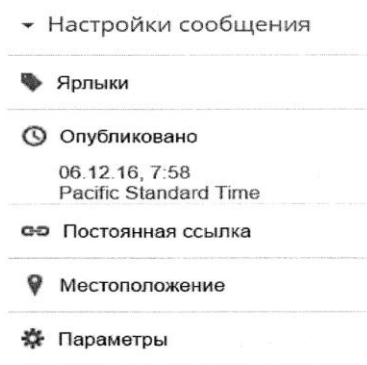 Настройки сообщения
Ярлыки
Опубликовано
06.12.16, 7:58
Pacific Standard Time
Постоянная ссылка
Местоположение
Параметры